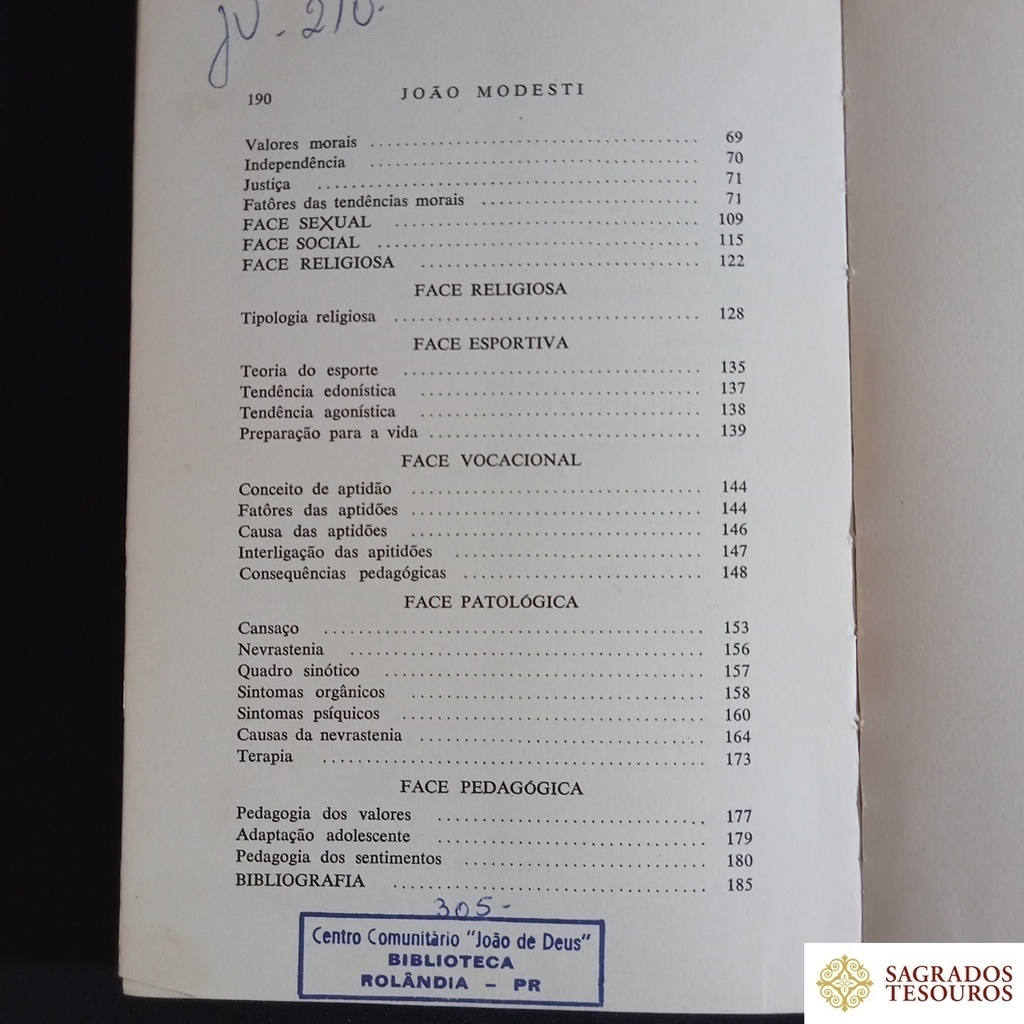 JV - 210.
190 JOÃO MODESTI
Valores morais ........ 69
Independência ........ 70
Justiça ........ 71
Fatôres das tendências morais ........ 71
FACE SEXUAL ........ 109
FACE SOCIAL ........ 115
FACE RELIGIOSA ........ 122
FACE RELIGIOSA
Tipologia religiosa ........ 128
FACE ESPORTIVA
Teoria do esporte ........ 135
Tendência edonística ........ 137
Tendência agonística ........ 138
Preparação para a vida ........ 139
FACE VOCACIONAL
Conceito de aptidão ........ 144
Fatôres das aptidões ........ 144
Causa das aptidões ........ 146
Interligação das apitidões ........ 147
Consequências pedagógicas ........ 148
FACE PATOLÓGICA
Cansaço ........ 153
Nevrastenia ........ 156
Quadro sinótico ........ 157
Sintomas orgânicos ........ 158
Sintomas psíquicos ........ 160
Causas da nevrastenia ........ 164
Terapia ........ 173
FACE PEDAGÓGICA
Pedagogia dos valores ........ 177
Adaptação adolescente ........ 179
Pedagogia dos sentimentos ........ 180
BIBLIOGRAFIA ........ 185
305-
Centro Comunitário "João de Deus"
BIBLIOTECA
ROLÂNDIA - PR
SAGRADOS
TESOUROS